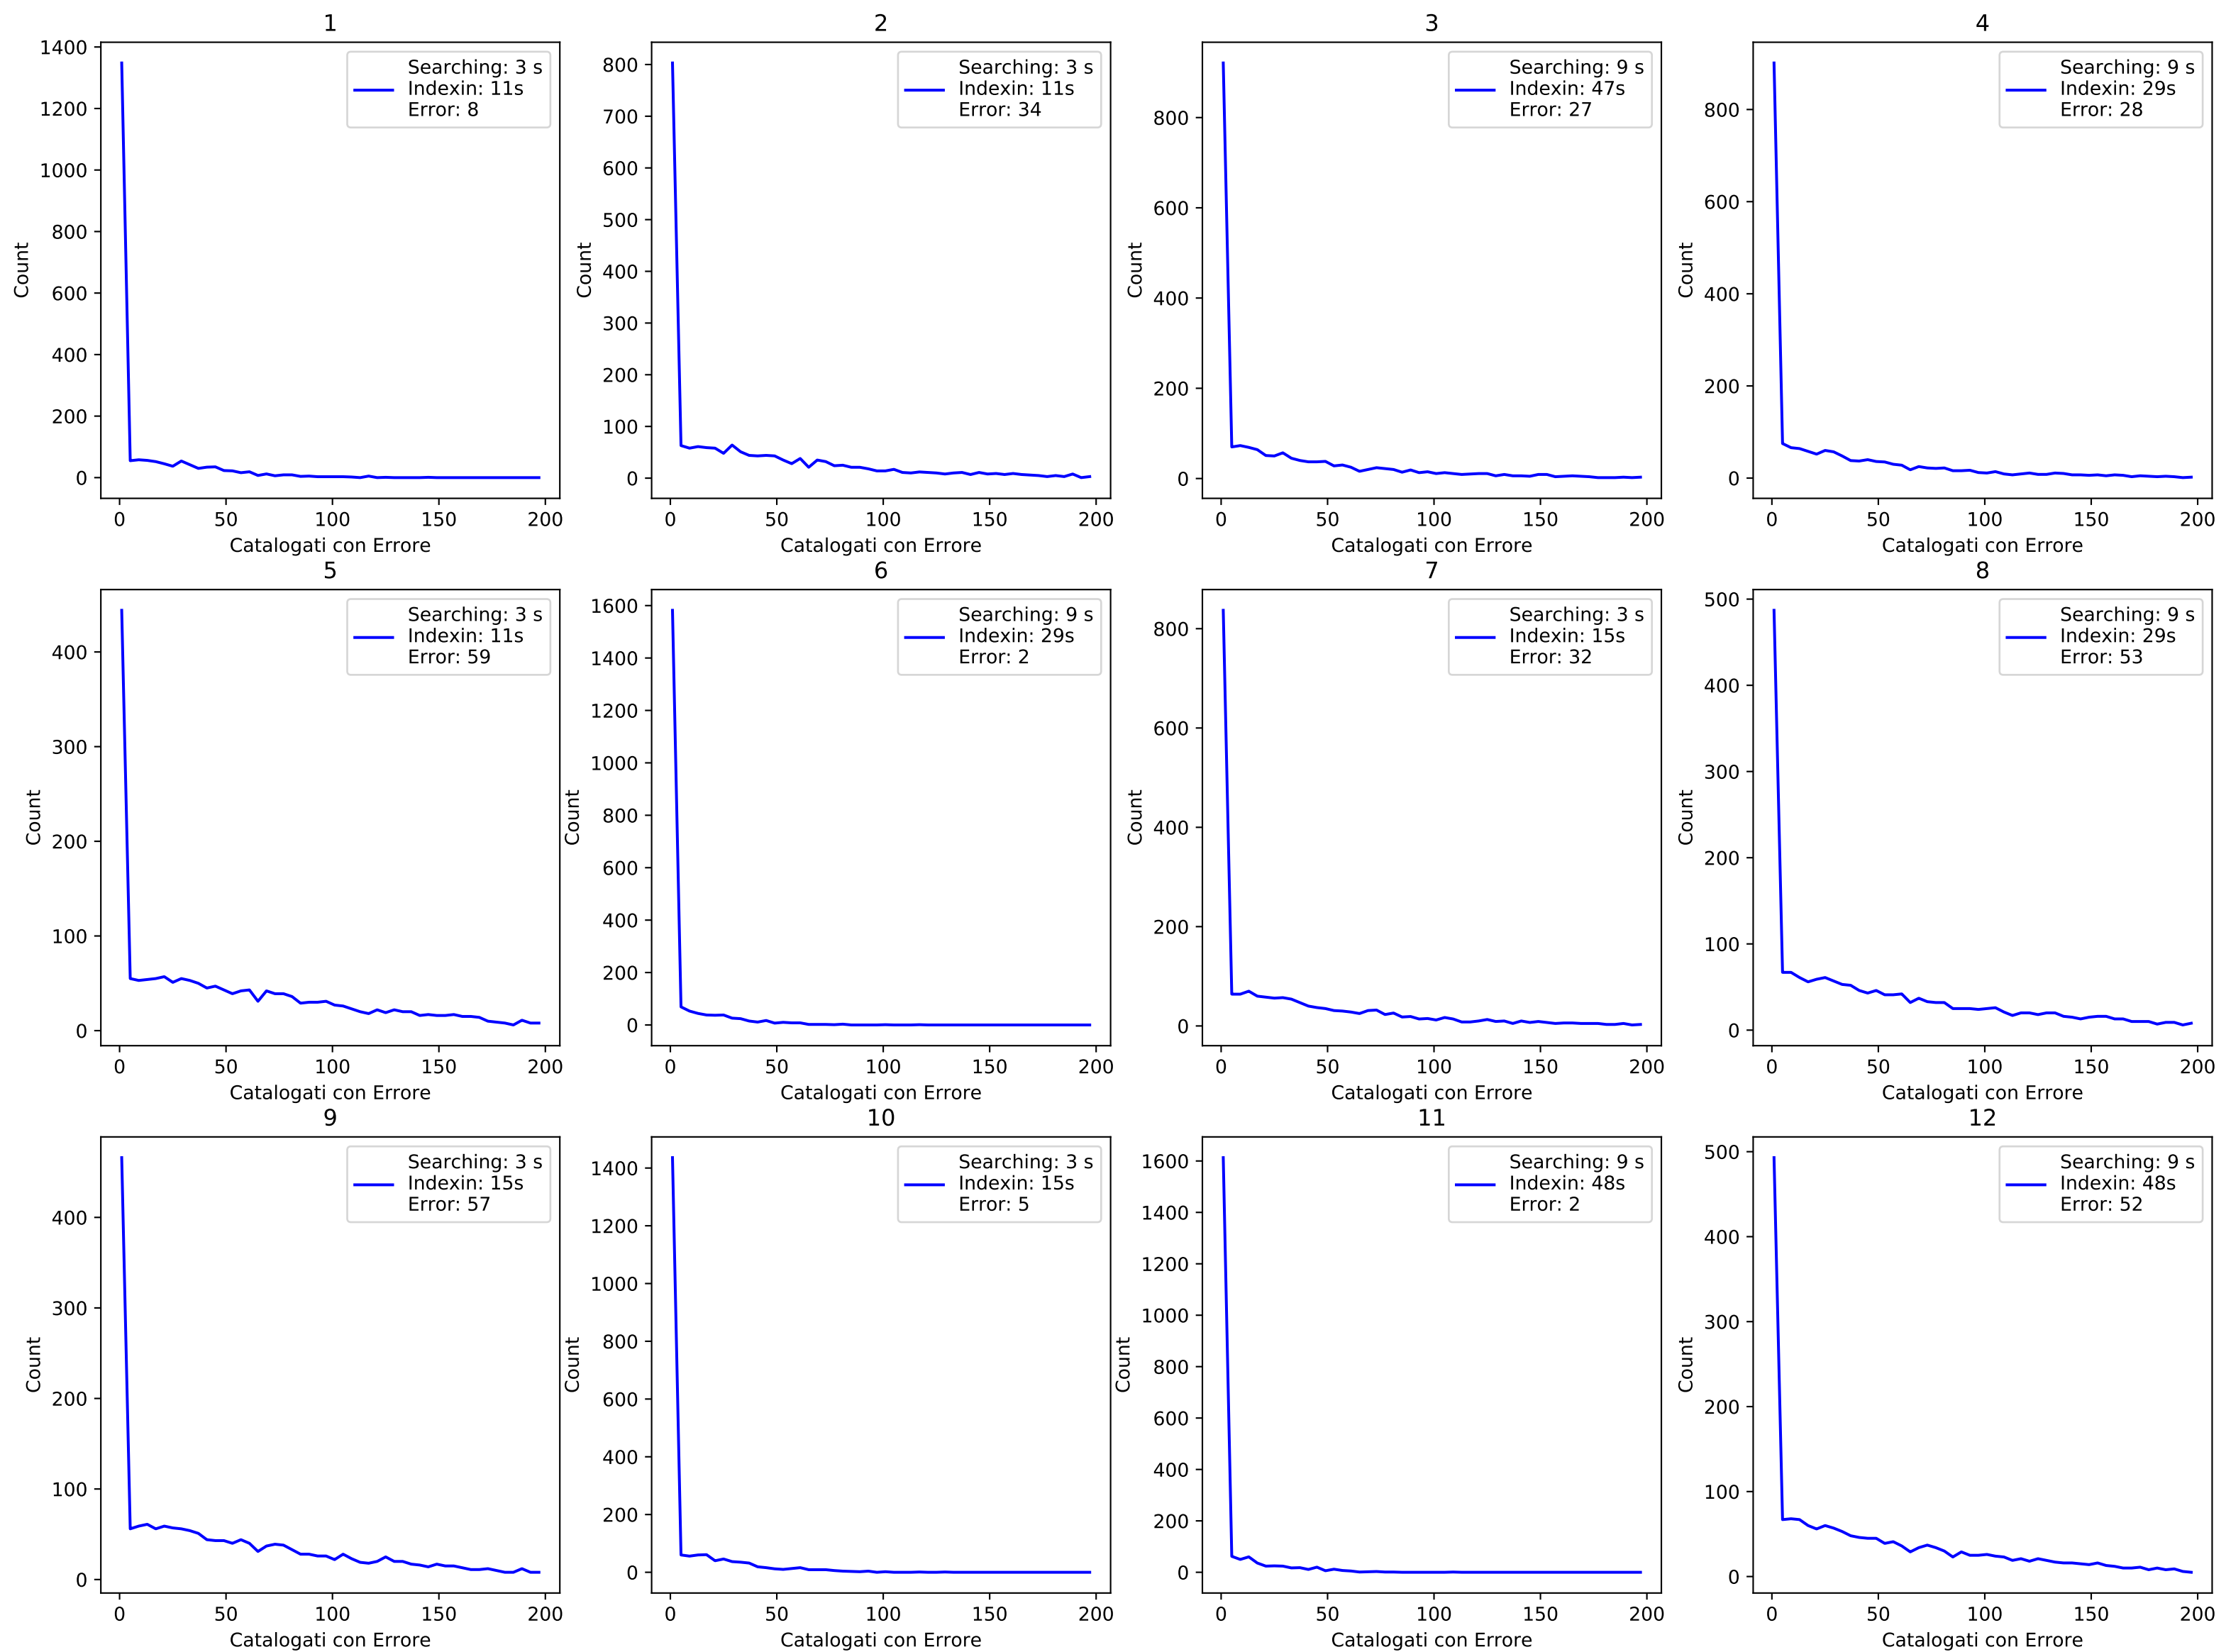 1
1400
1200
1000
800
600
400
200
0
Count
Searching: 3 s
Indexin: 11s
Error: 8
0 50 100 150 200
Catalogati con Errore
2
800
700
600
500
400
300
200
100
0
Count
Searching: 3 s
Indexin: 11s
Error: 34
0 50 100 150 200
Catalogati con Errore
3
800
600
400
200
0
Count
Searching: 9 s
Indexin: 47s
Error: 27
0 50 100 150 200
Catalogati con Errore
4
800
600
400
200
0
Count
Searching: 9 s
Indexin: 29s
Error: 28
0 50 100 150 200
Catalogati con Errore
5
400
300
200
100
0
Count
Searching: 3 s
Indexin: 11s
Error: 59
0 50 100 150 200
Catalogati con Errore
6
1600
1400
1200
1000
800
600
400
200
0
Count
Searching: 9 s
Indexin: 29s
Error: 2
0 50 100 150 200
Catalogati con Errore
7
800
600
400
200
0
Count
Searching: 3 s
Indexin: 15s
Error: 32
0 50 100 150 200
Catalogati con Errore
8
500
400
300
200
100
0
Count
Searching: 9 s
Indexin: 29s
Error: 53
0 50 100 150 200
Catalogati con Errore
9
400
300
200
100
0
Count
Searching: 3 s
Indexin: 15s
Error: 57
0 50 100 150 200
Catalogati con Errore
10
1400
1200
1000
800
600
400
200
0
Count
Searching: 3 s
Indexin: 15s
Error: 5
0 50 100 150 200
Catalogati con Errore
11
1600
1400
1200
1000
800
600
400
200
0
Count
Searching: 9 s
Indexin: 48s
Error: 2
0 50 100 150 200
Catalogati con Errore
12
500
400
300
200
100
0
Count
Searching: 9 s
Indexin: 48s
Error: 52
0 50 100 150 200
Catalogati con Errore